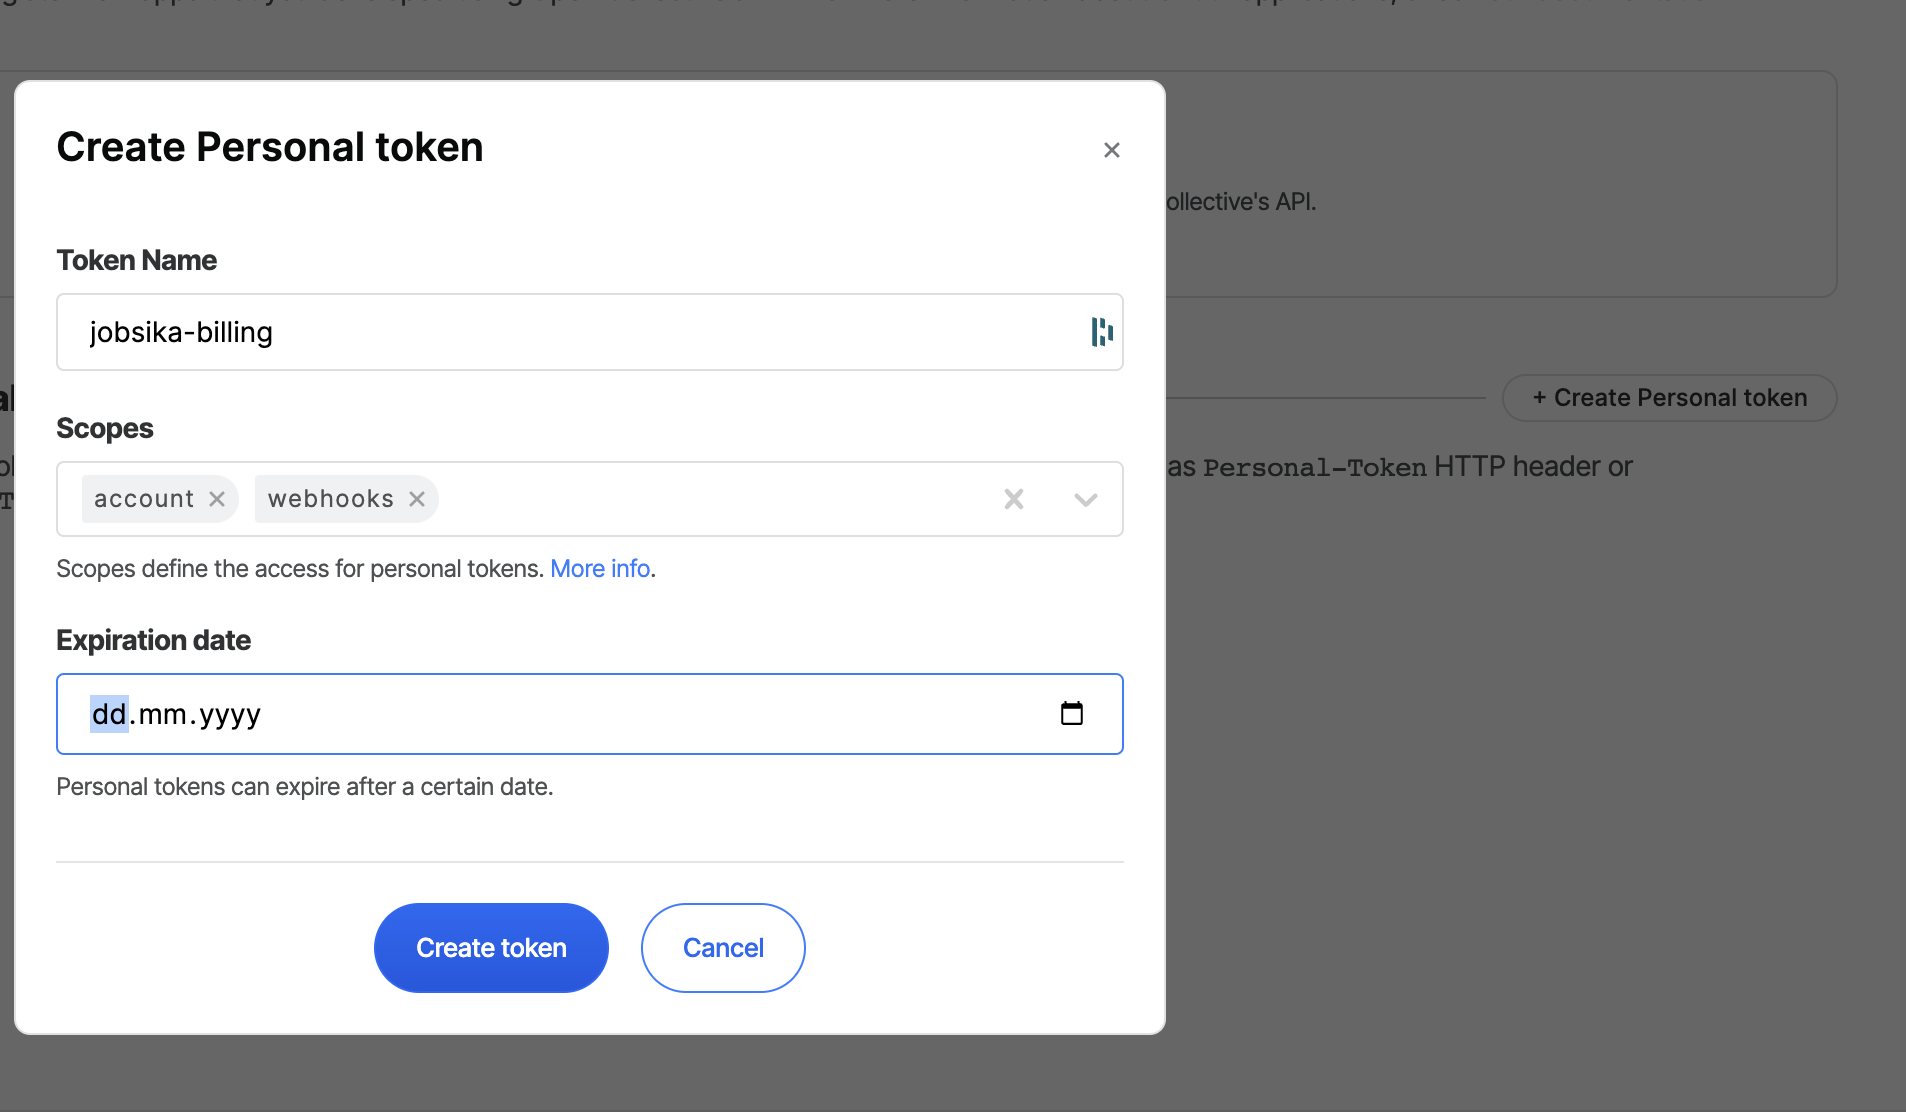 Create Personal token
ollective's API.
Token Name
jobsika-billing
+ Create Personal token
Scopes
as Personal-Token HTTP header or
account
webhooks
Scopes define the access for personal tokens. More info.
Expiration date
dd.mm.yyyy
Personal tokens can expire after a certain date.
Create token
Cancel